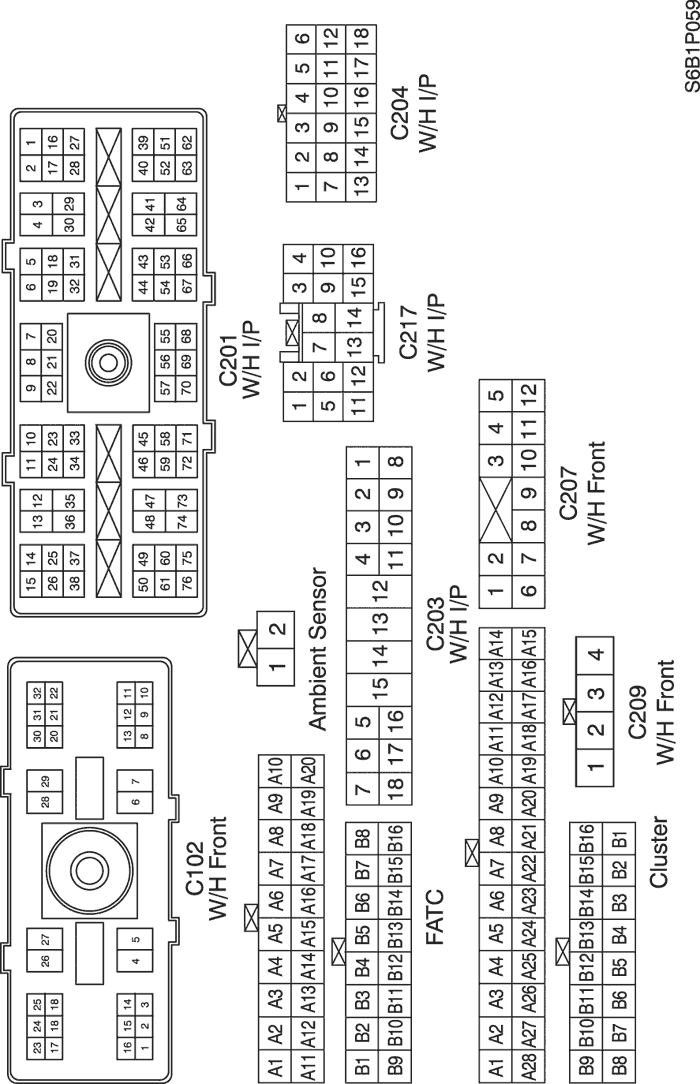 23 24 25 26 27 28 29 30 31 32
17 18 18 20 21 22
16 15 14 4 5 6 7 13 12 11
1 2 3 8 9 10
C102
W/H Front
15 14 13 12 11 10 9 8 7 6 5 4 3 2 1
26 25 36 35 24 23 22 21 20 19 18 30 29 17 16
38 37 34 33 32 31 28 27
50 49 48 47 46 45 57 56 55 44 43 42 41 40 39
61 60 74 73 59 58 70 69 68 54 53 65 64 52 51
76 75 72 71 67 66 63 62
C201
W/H I/P
A1 A2 A3 A4 A5 A6 A7 A8 A9 A10
A11 A12 A13 A14 A15 A16 A17 A18 A19 A20
B1 B2 B3 B4 B5 B6 B7 B8
B9 B10 B11 B12 B13 B14 B15 B16
FATC
1 2
Ambient Sensor
7 6 5 15 14 13 12 4 3 2 1
18 17 16 11 10 9 8
C203
W/H I/P
1 2 3 4
5 6 7 8 9 10
11 12 13 14 15 16
C217
W/H I/P
1 2 3 4 5 6
7 8 9 10 11 12
13 14 15 16 17 18
C204
W/H I/P
A1 A2 A3 A4 A5 A6 A7 A8 A9 A10 A11 A12 A13 A14
A28 A27 A26 A25 A24 A23 A22 A21 A20 A19 A18 A17 A16 A15
B9 B10 B11 B12 B13 B14 B15 B16
B8 B7 B6 B5 B4 B3 B2 B1
Cluster
1 2 3 4
C209
W/H Front
1 2 3 4 5
6 7 8 9 10 11 12
C207
W/H Front
S6B1P059